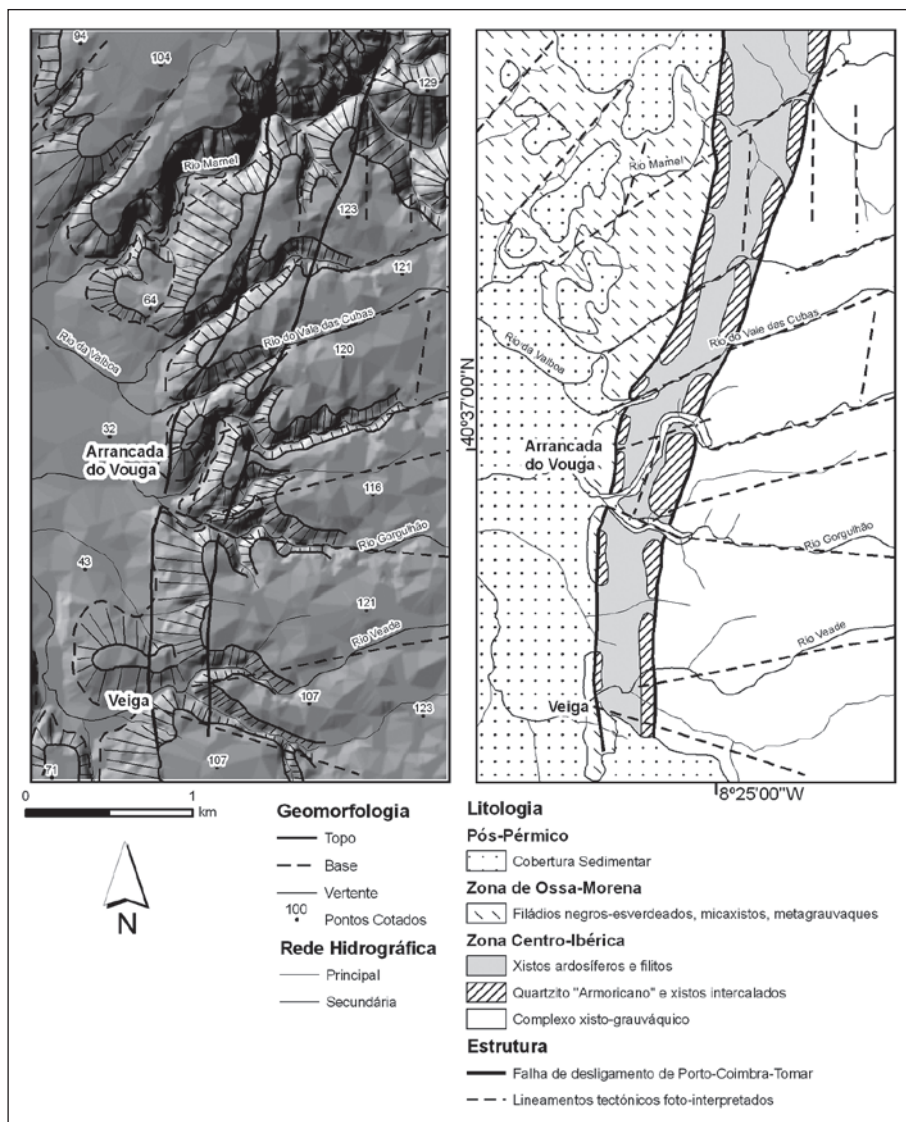 94
104
129
Rio Mamel
123
121
64
Rio do Vale das Cubas
Rio da Valboa
120
32
Arrancada
do Vouga
116
Rio Gorgulhão
43
121
Rio Veade
Veiga
107
123
107
71
Rio Mamel
Rio do Vale das Cubas
40°37'00"N
Arrancada
do Vouga
Rio Gorgulhão
Rio Veade
Veiga
8°25'00"W
0 1
km
N
Geomorfologia
Topo
Base
Vertente
100
Pontos Cotados
Rede Hidrográfica
Principal
Secundária
Litologia
Pós-Pérmico
Cobertura Sedimentar
Zona de Ossa-Morena
Filádios negros-esverdeados, micaxistos, metagrauvaques
Zona Centro-Ibérica
Xistos ardosíferos e filitos
Quartzito "Armoricano" e xistos intercalados
Complexo xisto-grauváquico
Estrutura
Falha de desligamento de Porto-Coimbra-Tomar
Lineamentos tectónicos foto-interpretados